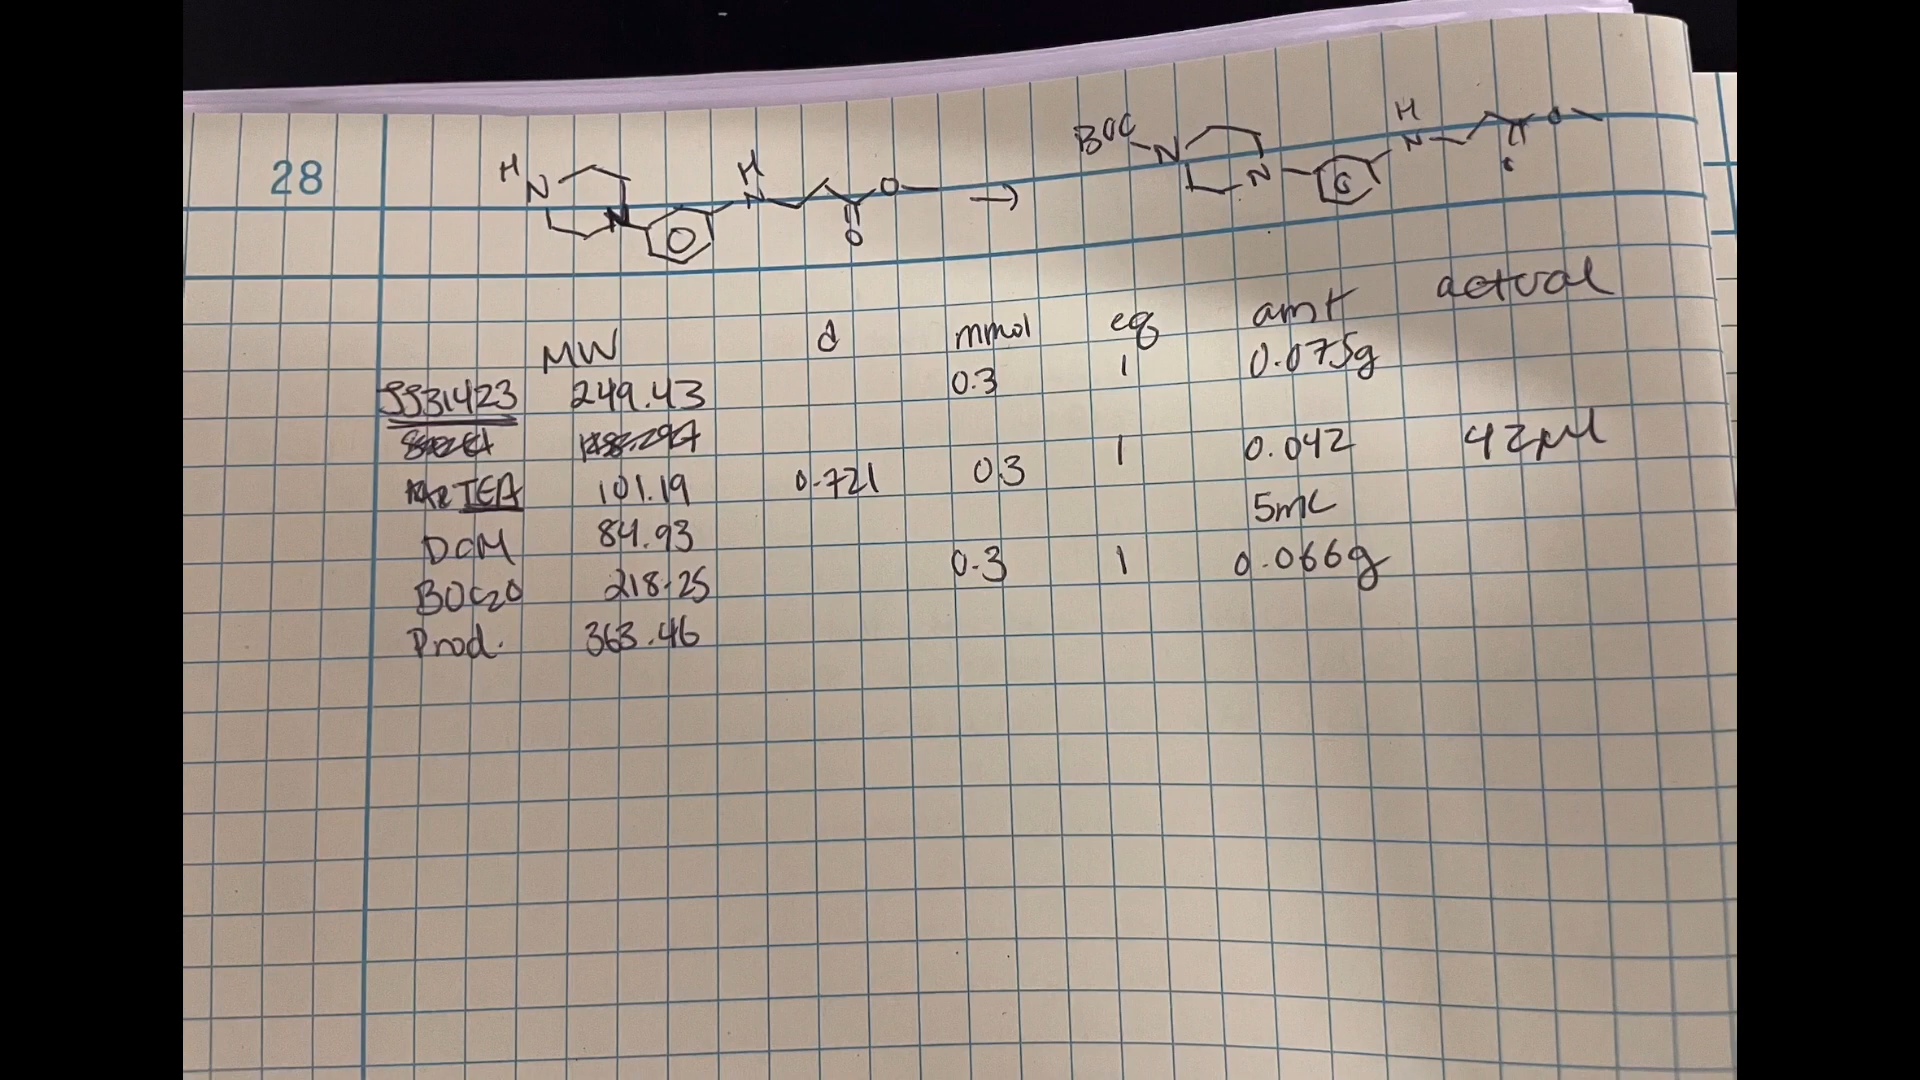 28
H N N H N O O → BOC N N H N O
MW d mmol eq amt actual
SS31423 249.43 0.3 1 0.075g
TEA 101.19 0.721 0.3 1 0.042 42μl
DCM 84.93 5mL
BOC2O 218.25 0.3 1 0.066g
Prod. 363.46